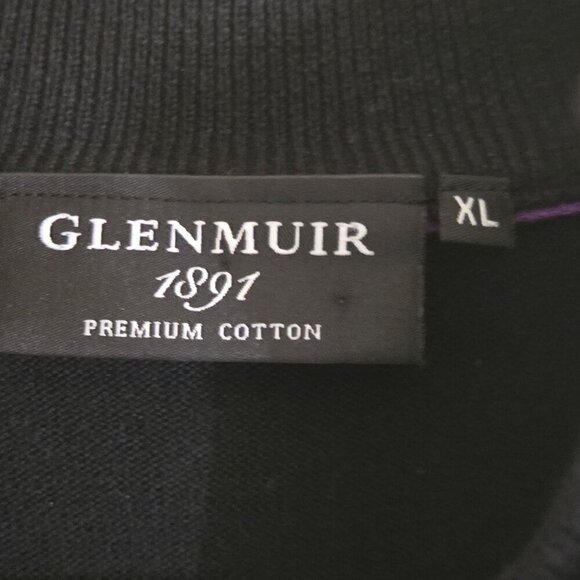 GLENMUIR
1891
PREMIUM COTTON
XL